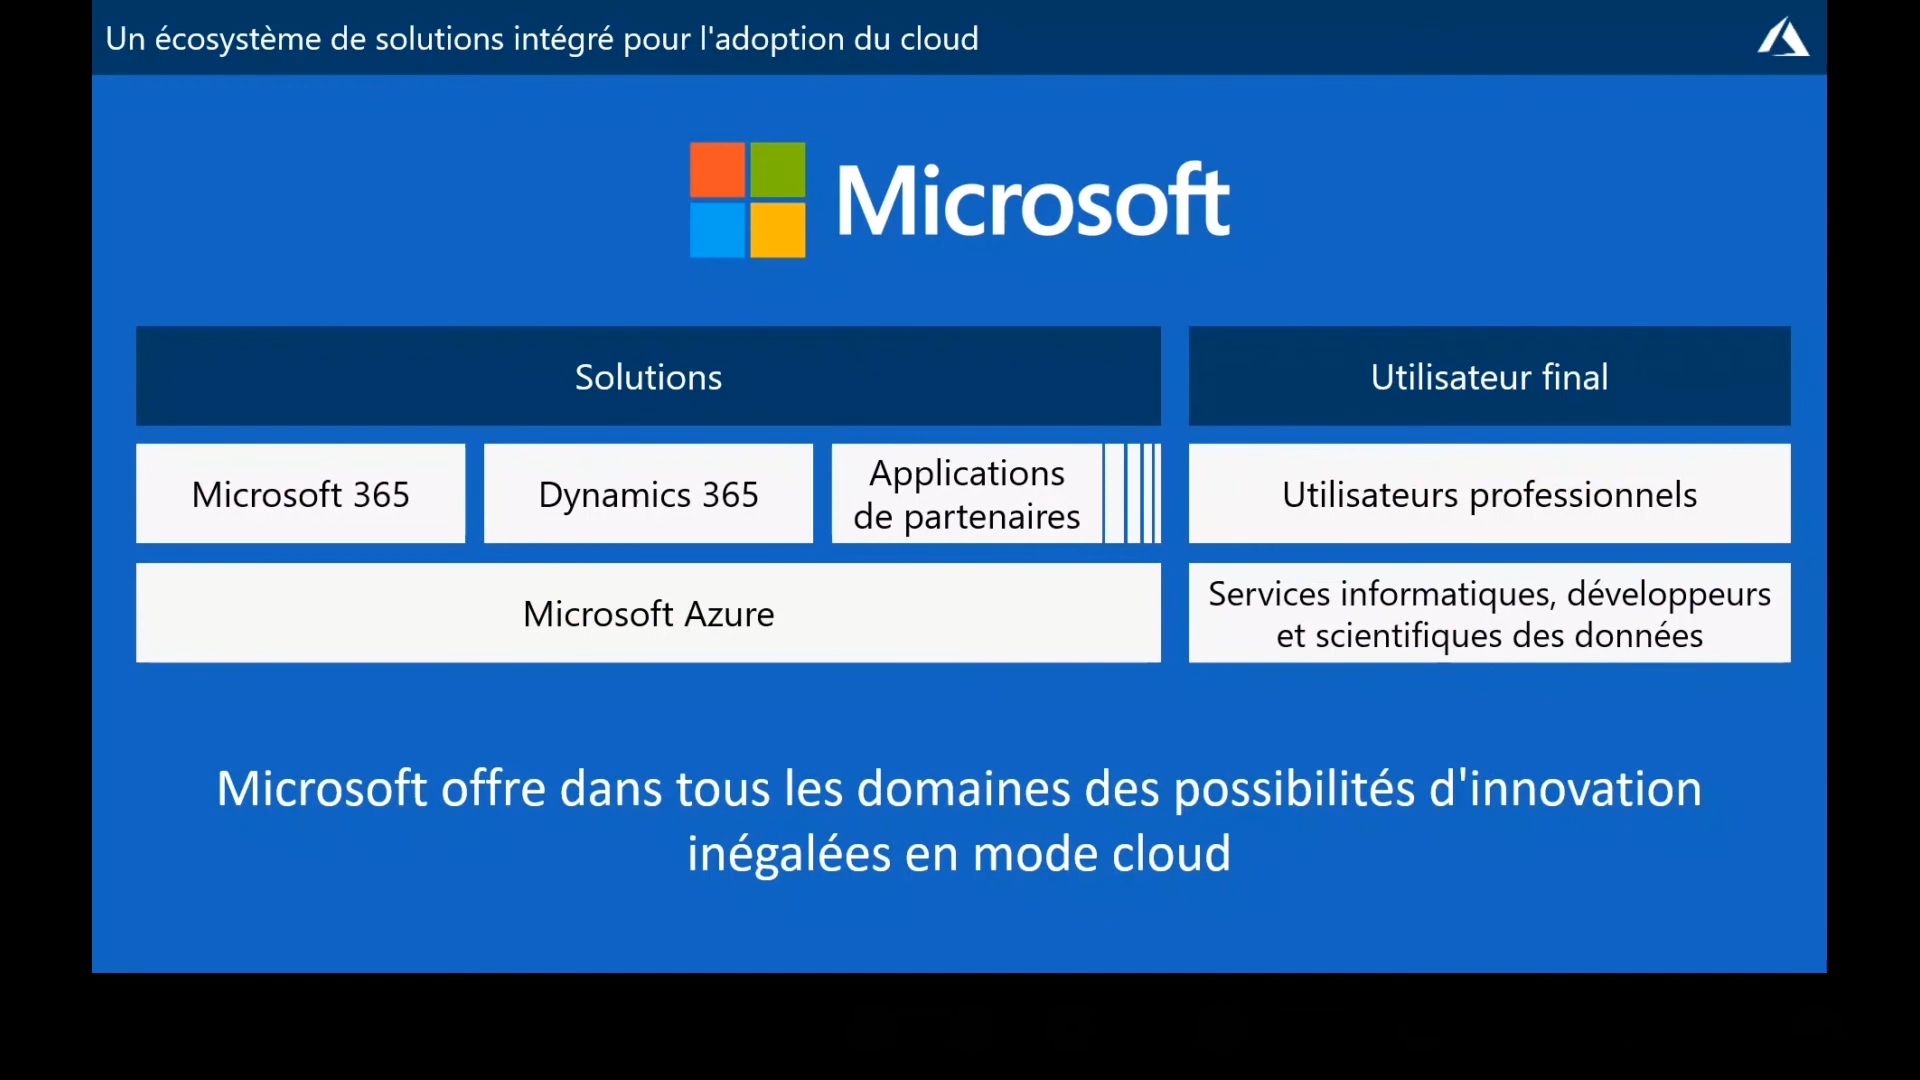 Un écosystème de solutions intégré pour l'adoption du cloud
Microsoft
Solutions
Utilisateur final
Microsoft 365
Dynamics 365
Applications
de partenaires
Utilisateurs professionnels
Microsoft Azure
Services informatiques, développeurs
et scientifiques des données
Microsoft offre dans tous les domaines des possibilités d'innovation
inégalées en mode cloud